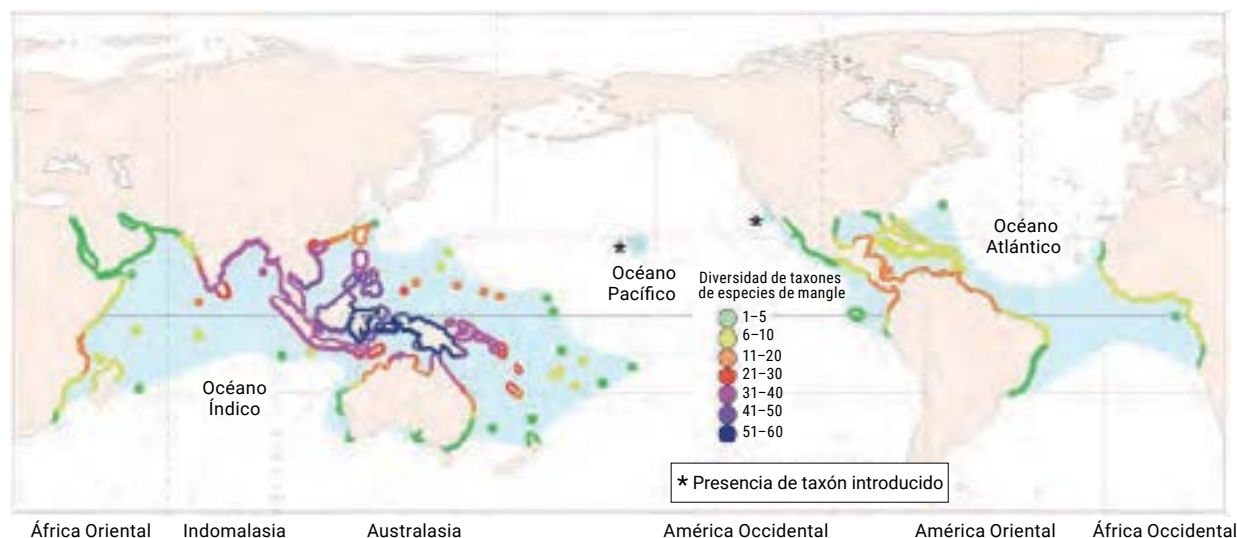 Océano
Atlántico
Océano
Pacífico
Diversidad de taxones
de especies de mangle
1–5
6–10
11–20
21–30
31–40
41–50
51–60
Océano
Índico
*
*
* Presencia de taxón introducido
África Oriental Indomalasia Australasia América Occidental América Oriental África Occidental